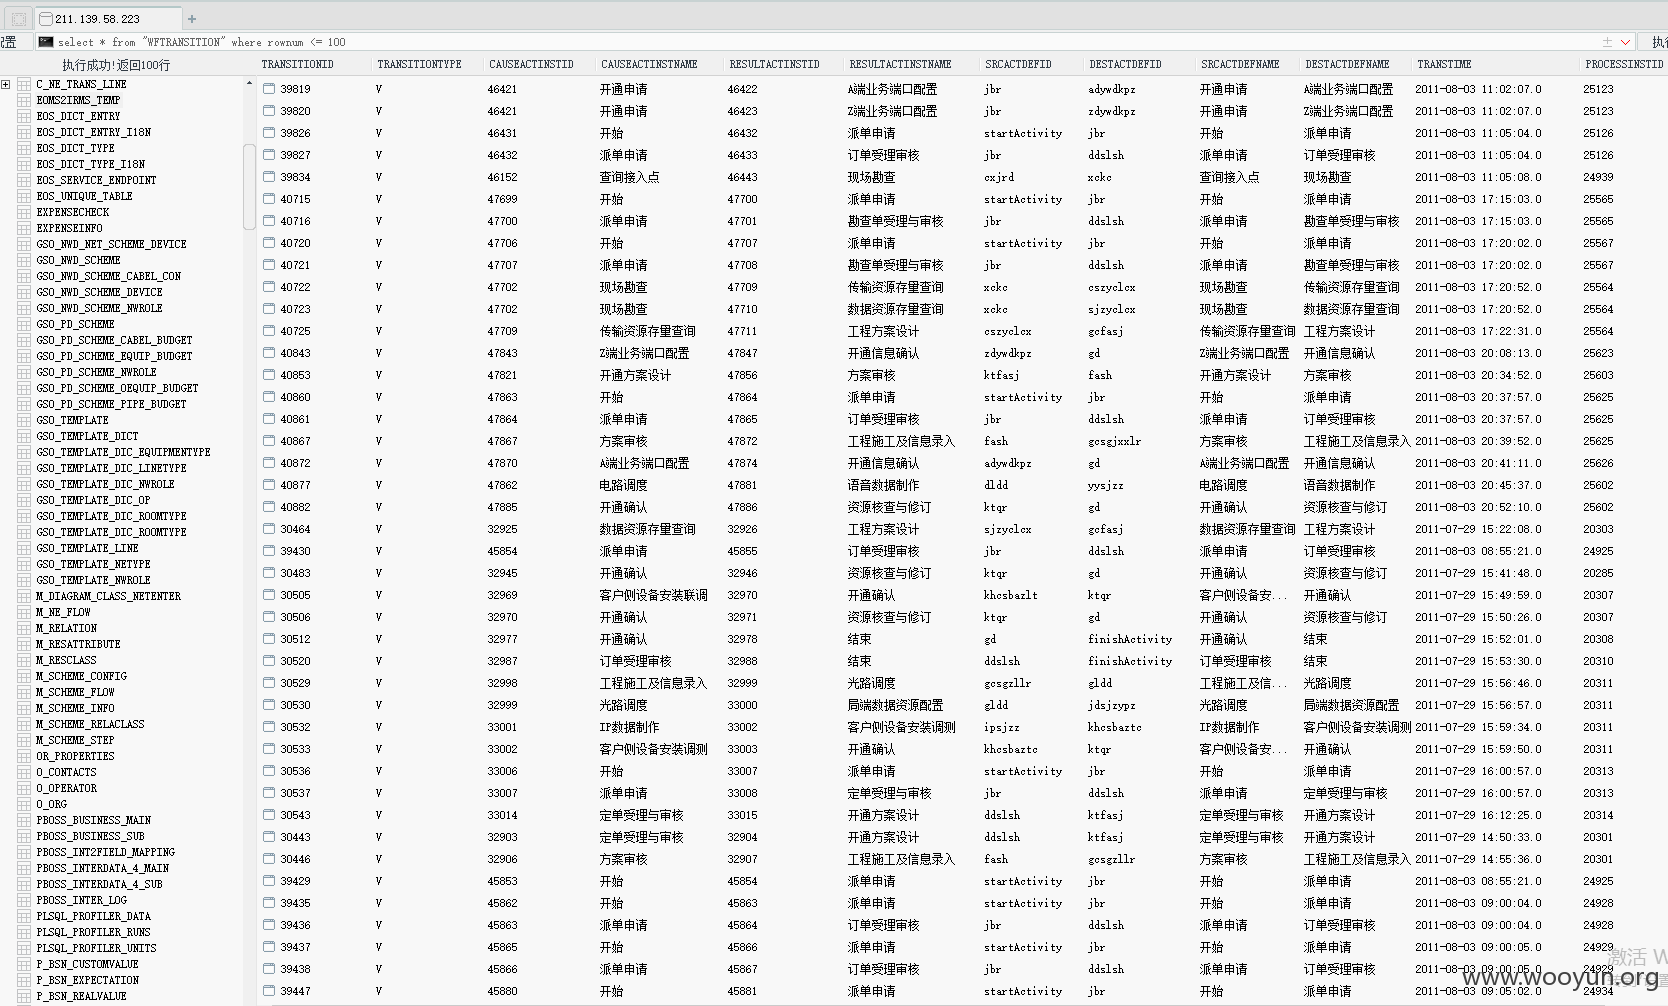 211.139.58.223
配置 select * from "WFTRANSITION" where rownum <= 100
执行成功!返回100行
C_NE_TRANS_LINE
EOMS2IRMS_TEMP
EOS_DICT_ENTRY
EOS_DICT_ENTRY_I18N
EOS_DICT_TYPE
EOS_DICT_TYPE_I18N
EOS_SERVICE_ENDPOINT
EOS_UNIQUE_TABLE
EXPENSECHECK
EXPENSEINFO
GSO_NWD_NET_SCHEME_DEVICE
GSO_NWD_SCHEME
GSO_NWD_SCHEME_CABEL_CON
GSO_NWD_SCHEME_DEVICE
GSO_NWD_SCHEME_NWROLE
GSO_PD_SCHEME
GSO_PD_SCHEME_CABEL_BUDGET
GSO_PD_SCHEME_EQUIP_BUDGET
GSO_PD_SCHEME_NWROLE
GSO_PD_SCHEME_OEQUIP_BUDGET
GSO_PD_SCHEME_PIPE_BUDGET
GSO_TEMPLATE
GSO_TEMPLATE_DICT
GSO_TEMPLATE_DIC_EQUIPMENTYPE
GSO_TEMPLATE_DIC_LINETYPE
GSO_TEMPLATE_DIC_NWROLE
GSO_TEMPLATE_DIC_OP
GSO_TEMPLATE_DIC_ROOMTYPE
GSO_TEMPLATE_DIC_ROOMTYPE
GSO_TEMPLATE_LINE
GSO_TEMPLATE_NETYPE
GSO_TEMPLATE_NWROLE
M_DIAGRAM_CLASS_NETENTER
M_NE_FLOW
M_RELATION
M_RESATTRIBUTE
M_RESCLASS
M_SCHEME_CONFIG
M_SCHEME_FLOW
M_SCHEME_INFO
M_SCHEME_RELACLASS
M_SCHEME_STEP
OR_PROPERTIES
O_CONTACTS
O_OPERATOR
O_ORG
PBOSS_BUSINESS_MAIN
PBOSS_BUSINESS_SUB
PBOSS_INT2FIELD_MAPPING
PBOSS_INTERDATA_4_MAIN
PBOSS_INTERDATA_4_SUB
PBOSS_INTER_LOG
PLSQL_PROFILER_DATA
PLSQL_PROFILER_RUNS
PLSQL_PROFILER_UNITS
P_BSN_CUSTOMVALUE
P_BSN_EXPECTATION
P_BSN_REALVALUE
TRANSITIONID TRANSITIONTYPE CAUSEACTINSTID CAUSEACTINSTNAME RESULTACTINSTID RESULTACTINSTNAME SRCACTDEFID DESTACTDEFID SRCACTDEFNAME DESTACTDEFNAME TRANSTIME PROCESSINSTID
39819 V 46421 开通申请 46422 A端业务端口配置 jbr adywdkpz 开通申请 A端业务端口配置 2011-08-03 11:02:07.0 25123
39820 V 46421 开通申请 46423 Z端业务端口配置 jbr zdywdkpz 开通申请 Z端业务端口配置 2011-08-03 11:02:07.0 25123
39826 V 46431 开始 46432 派单申请 startActivity jbr 开始 派单申请 2011-08-03 11:05:04.0 25126
39827 V 46432 派单申请 46433 订单受理审核 jbr ddslsh 派单申请 订单受理审核 2011-08-03 11:05:04.0 25126
39834 V 46152 查询接入点 46443 现场勘查 cxjrd xckc 查询接入点 现场勘查 2011-08-03 11:05:08.0 24939
40715 V 47699 开始 47700 派单申请 startActivity jbr 开始 派单申请 2011-08-03 17:15:03.0 25565
40716 V 47700 派单申请 47701 勘查单受理与审核 jbr ddslsh 派单申请 勘查单受理与审核 2011-08-03 17:15:03.0 25565
40720 V 47706 开始 47707 派单申请 startActivity jbr 开始 派单申请 2011-08-03 17:20:02.0 25567
40721 V 47707 派单申请 47708 勘查单受理与审核 jbr ddslsh 派单申请 勘查单受理与审核 2011-08-03 17:20:02.0 25567
40722 V 47702 现场勘查 47709 传输资源存量查询 xckc cszyclcx 现场勘查 传输资源存量查询 2011-08-03 17:20:52.0 25564
40723 V 47702 现场勘查 47710 数据资源存量查询 xckc sjzyclcx 现场勘查 数据资源存量查询 2011-08-03 17:20:52.0 25564
40725 V 47709 传输资源存量查询 47711 工程方案设计 cszyclcx gcfasj 传输资源存量查询 工程方案设计 2011-08-03 17:22:31.0 25564
40843 V 47843 Z端业务端口配置 47847 开通信息确认 zdywdkpz gd Z端业务端口配置 开通信息确认 2011-08-03 20:08:13.0 25623
40853 V 47821 开通方案设计 47856 方案审核 ktfasj fash 开通方案设计 方案审核 2011-08-03 20:34:52.0 25603
40860 V 47863 开始 47864 派单申请 startActivity jbr 开始 派单申请 2011-08-03 20:37:57.0 25625
40861 V 47864 派单申请 47865 订单受理审核 jbr ddslsh 派单申请 订单受理审核 2011-08-03 20:37:57.0 25625
40867 V 47867 方案审核 47872 工程施工及信息录入 fash gcsgjxxlr 方案审核 工程施工及信息录入 2011-08-03 20:39:52.0 25625
40872 V 47870 A端业务端口配置 47874 开通信息确认 adywdkpz gd A端业务端口配置 开通信息确认 2011-08-03 20:41:11.0 25626
40877 V 47862 电路调度 47881 语音数据制作 dldd yysjzz 电路调度 语音数据制作 2011-08-03 20:45:37.0 25602
40882 V 47885 开通确认 47886 资源核查与修订 ktqr gd 开通确认 资源核查与修订 2011-08-03 20:52:10.0 25602
30464 V 32925 数据资源存量查询 32926 工程方案设计 sjzyclcx gcfasj 数据资源存量查询 工程方案设计 2011-07-29 15:22:08.0 20303
39430 V 45854 派单申请 45855 订单受理审核 jbr ddslsh 派单申请 订单受理审核 2011-08-03 08:55:21.0 24925
30483 V 32945 开通确认 32946 资源核查与修订 ktqr gd 开通确认 资源核查与修订 2011-07-29 15:41:48.0 20285
30505 V 32969 客户侧设备安装联调 32970 开通确认 khcsbazlt ktqr 客户侧设备安... 开通确认 2011-07-29 15:49:59.0 20307
30506 V 32970 开通确认 32971 资源核查与修订 ktqr gd 开通确认 资源核查与修订 2011-07-29 15:50:26.0 20307
30512 V 32977 开通确认 32978 结束 gd finishActivity 开通确认 结束 2011-07-29 15:52:01.0 20308
30520 V 32987 订单受理审核 32988 结束 ddslsh finishActivity 订单受理审核 结束 2011-07-29 15:53:30.0 20310
30529 V 32998 工程施工及信息录入 32999 光路调度 gcsgzllr gldd 工程施工及信... 光路调度 2011-07-29 15:56:46.0 20311
30530 V 32999 光路调度 33000 局端数据资源配置 gldd jdsjzypz 光路调度 局端数据资源配置 2011-07-29 15:56:57.0 20311
30532 V 33001 IP数据制作 33002 客户侧设备安装调测 ipsjzz khcsbaztc IP数据制作 客户侧设备安装调测 2011-07-29 15:59:34.0 20311
30533 V 33002 客户侧设备安装调测 33003 开通确认 khcsbaztc ktqr 客户侧设备安... 开通确认 2011-07-29 15:59:50.0 20311
30536 V 33006 开始 33007 派单申请 startActivity jbr 开始 派单申请 2011-07-29 16:00:57.0 20313
30537 V 33007 派单申请 33008 定单受理与审核 jbr ddslsh 派单申请 定单受理与审核 2011-07-29 16:00:57.0 20313
30543 V 33014 定单受理与审核 33015 开通方案设计 ddslsh ktfasj 定单受理与审核 开通方案设计 2011-07-29 16:12:25.0 20314
30443 V 32903 定单受理与审核 32904 开通方案设计 ddslsh ktfasj 定单受理与审核 开通方案设计 2011-07-29 14:50:33.0 20301
30446 V 32906 方案审核 32907 工程施工及信息录入 fash gcsgzllr 方案审核 工程施工及信息录入 2011-07-29 14:55:36.0 20301
39429 V 45853 开始 45854 派单申请 startActivity jbr 开始 派单申请 2011-08-03 08:55:21.0 24925
39435 V 45862 开始 45863 派单申请 startActivity jbr 开始 派单申请 2011-08-03 09:00:04.0 24928
39436 V 45863 派单申请 45864 订单受理审核 jbr ddslsh 派单申请 订单受理审核 2011-08-03 09:00:04.0 24928
39437 V 45865 开始 45866 派单申请 startActivity jbr 开始 派单申请 2011-08-03 09:00:05.0 24929
39438 V 45866 派单申请 45867 订单受理审核 jbr ddslsh 派单申请 订单受理审核 2011-08-03 09:00:05.0 24929
39447 V 45880 开始 45881 派单申请 startActivity jbr 开始 派单申请 2011-08-03 09:05:02.0 24934
激活 W
www.wooyun.org